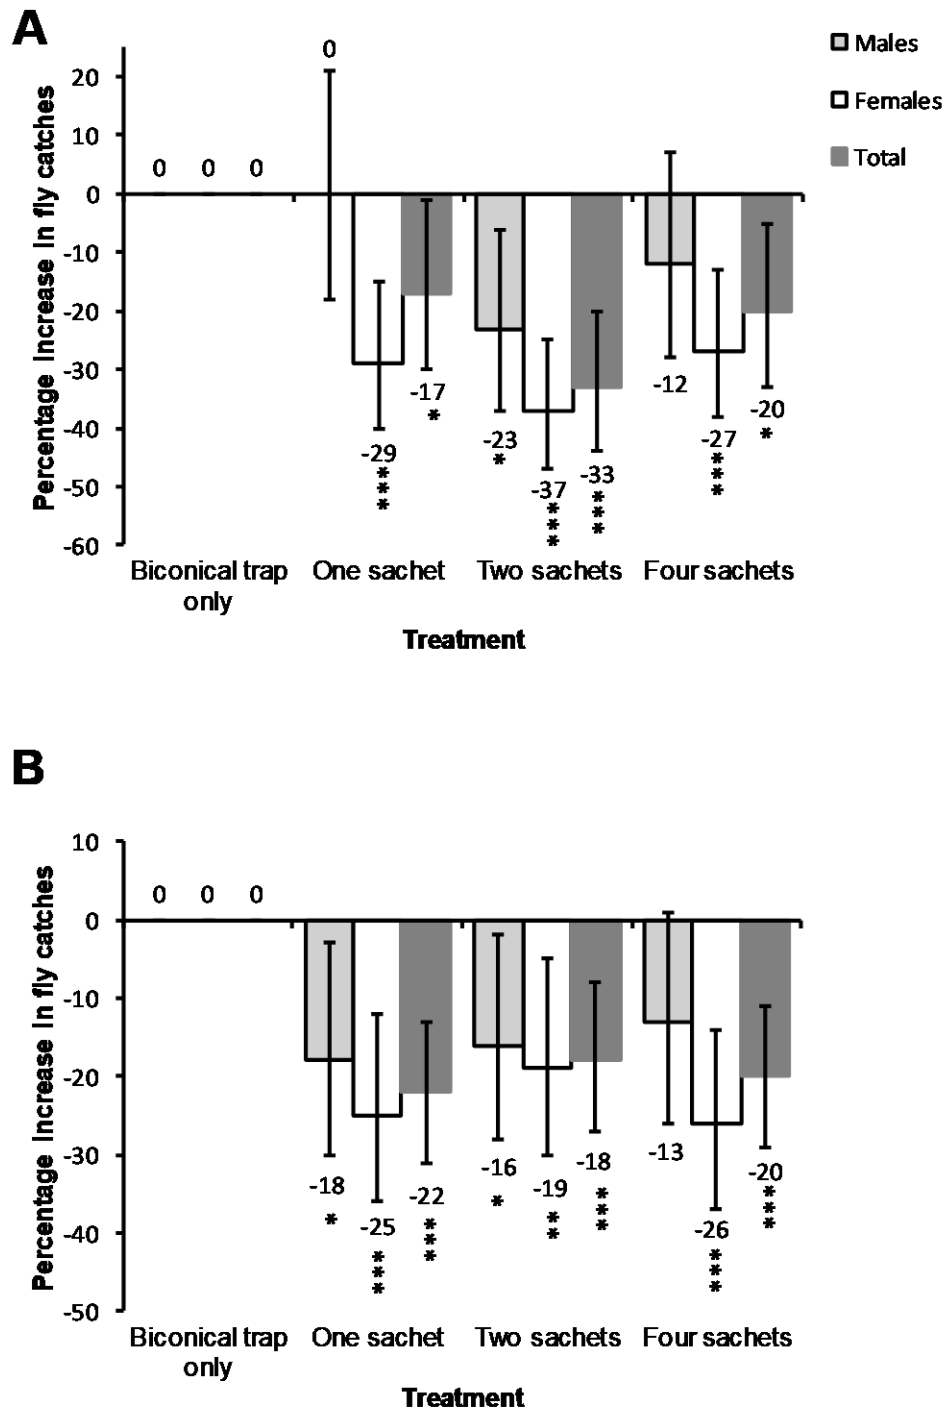 A
Males
Females
Total
Percentage Increase in fly catches
20
10
0
-10
-20
-30
-40
-50
-60
0 0 0
0
-29
***
-17
*
-23
*
-37
***
-33
***
-12
-27
***
-20
*
Biconical trap only
One sachet
Two sachets
Four sachets
Treatment
B
Percentage Increase in fly catches
10
0
-10
-20
-30
-40
-50
0 0 0
-18
*
-25
***
-22
***
-16
*
-19
**
-18
***
-13
-26
***
-20
***
Biconical trap only
One sachet
Two sachets
Four sachets
Treatment